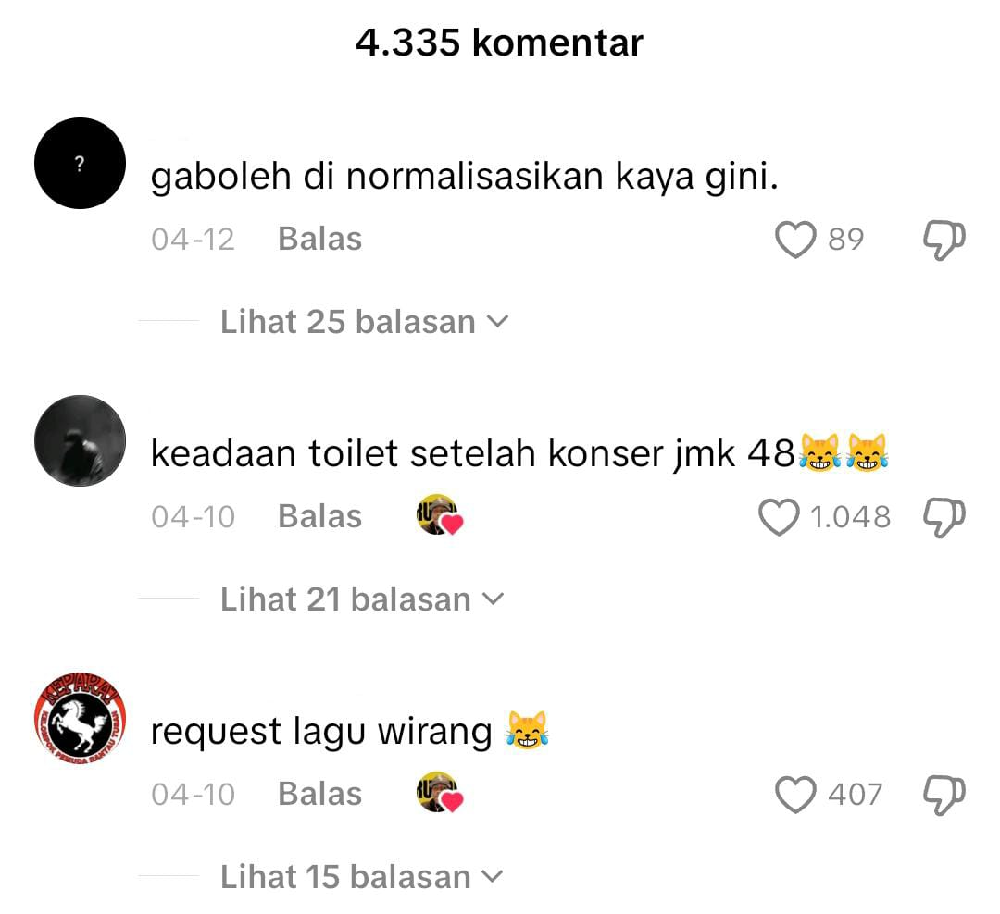 4.335 komentar
?
gaboleh di normalisasikan kaya gini.
04-12 Balas 89
Lihat 25 balasan
keadaan toilet setelah konser jmk 48😹😹
04-10 Balas 1.048
Lihat 21 balasan
KEPARAT
KELOMPOK PEMUDA RANTAU TUBAN
request lagu wirang 😹
04-10 Balas 407
Lihat 15 balasan